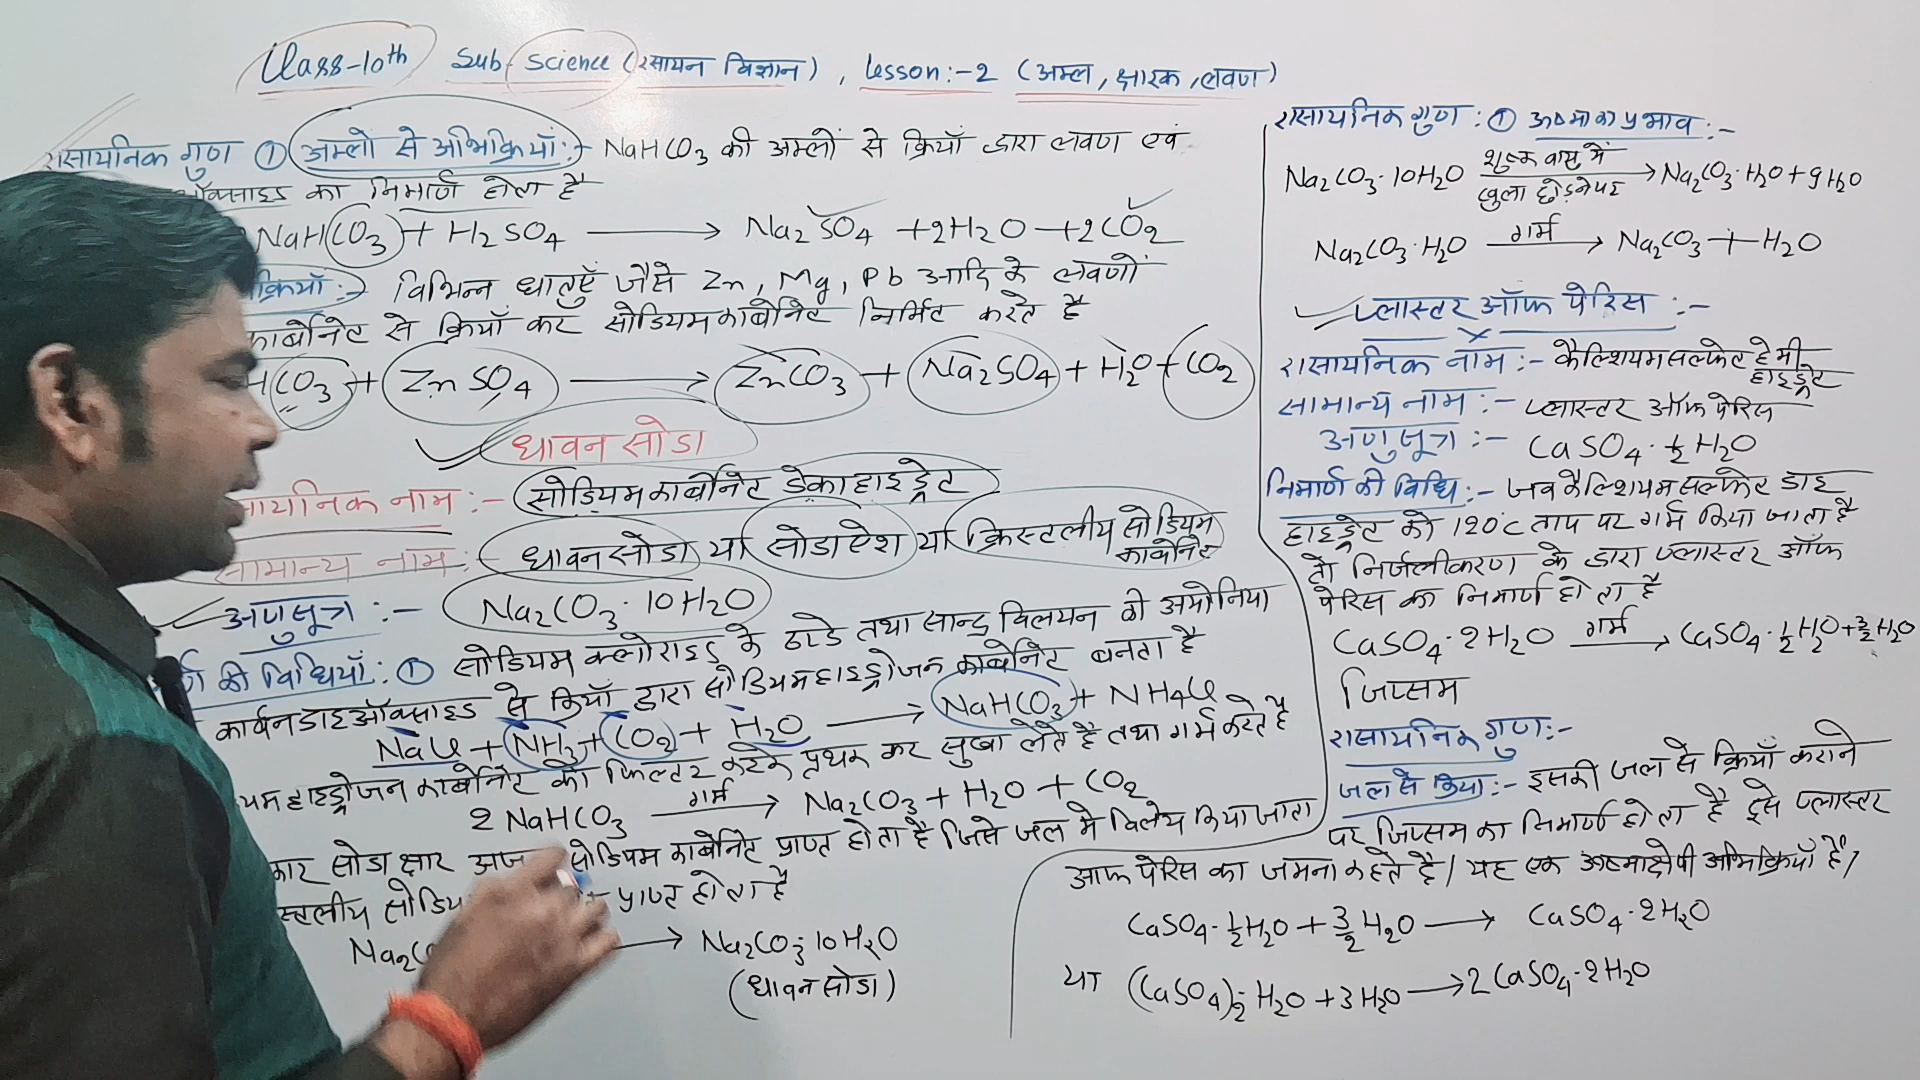 Class-10th Sub-Science (रसायन विज्ञान), Lesson:-2 (अम्ल, क्षारक, लवण)
रासायनिक गुण ① अम्लो से अभिक्रियाँ:- NaHCO3 की अम्लों से क्रियाँ द्वारा लवण एवं
ऑक्साइड का निमार्ण होता है
NaHCO3 + H2SO4 ⟶ Na2SO4 + 2H2O + 2CO2
क्रियाँ:- विभिन्न धातुएँ जैसे Zn, Mg, Pb आदि के लवणों
कार्बोनेट से क्रियाँ कर सोडियमकार्बोनेट निर्मित करते है
HCO3 + ZnSO4 ⟶ ZnCO3 + Na2SO4 + H2O + CO2
धावन सोडा
सायनिक नाम:- सोडियमकार्बोनेट डेकाहाइड्रेट
सामान्य नाम:- धावन सोडा या सोडा ऐश या क्रिस्टलीय सोडियम कार्बोनेट
अणुसूत्र:- Na2CO3·10H2O
की विधियाँ: ① सोडियम क्लोराइड के ठण्डे तथा सान्द्र विलयन की अमोनिया
कार्बनडाइऑक्साइड से क्रियाँ द्वारा सोडियमहाइड्रोजन कार्बोनेट बनता है
NaCl + NH3 + CO2 + H2O ⟶ NaHCO3 + NH4Cl
यमहाइड्रोजन कार्बोनेट को फिल्टर करके पृथक कर सुखा लेते है तथा गर्म करते है
2NaHCO3 गर्म⟶ Na2CO3 + H2O + CO2
कार सोडा क्षार सोडियम कार्बोनेट प्राप्त होता है जिसे जल मे विलेय किया जाता
स्टलीय सोडिय प्राप्त होता है
Na2C ⟶ Na2CO3·10H2O
(धावन सोडा)
रासायनिक गुण: ① ऊष्मा का प्रभाव:-
Na2CO3·10H2O शुष्क वायु में खुला छोड़ने पर⟶ Na2CO3·H2O + 9H2O
Na2CO3·H2O गर्म⟶ Na2CO3 + H2O
प्लास्टर ऑफ पेरिस:-
रासायनिक नाम:- कैल्शियमसल्फेट हेमी हाइड्रेट
सामान्य नाम:- प्लास्टर ऑफ पेरिस
अणुसूत्र:- CaSO4·½H2O
निमार्ण की विधि:- जब कैल्शियमसल्फेट डाइ
हाइड्रेट को 120°C ताप पर गर्म किया जाता है
तो निर्जलीकरण के द्वारा प्लास्टर ऑफ
पेरिस का निमार्ण होता है
CaSO4·2H2O गर्म⟶ CaSO4·½H2O + 3/2H2O
जिप्सम
रासायनिक गुण:-
जल से क्रिया:- इसकी जल से क्रियाँ कराने
पर जिप्सम का निमार्ण होता है इसे प्लास्टर
आफ पेरिस का जमना कहते है। यह एक ऊष्माक्षेपी अभिक्रियाँ है।
CaSO4·½H2O + 3/2H2O ⟶ CaSO4·2H2O
या (CaSO4)2·H2O + 3H2O ⟶ 2CaSO4·2H2O